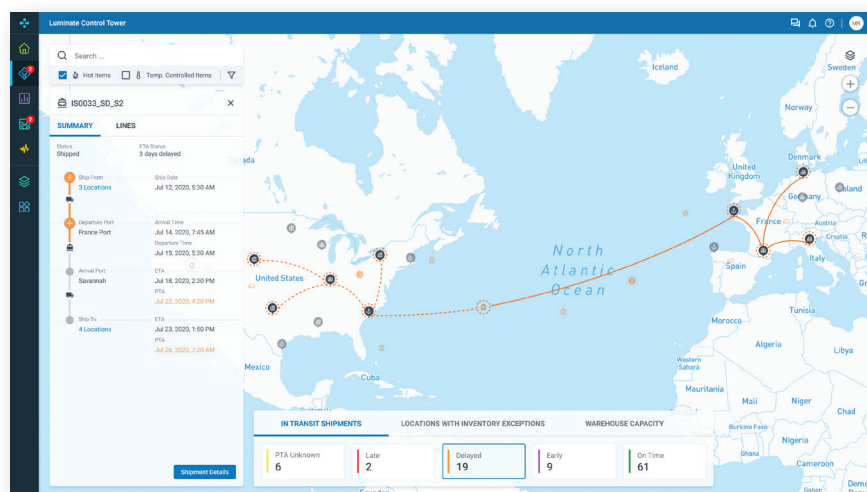 Luminate Control Tower
VR
Search ...
Hot Items
Temp. Controlled Items
2
2
IS0033_SD_S2
SUMMARY
LINES
Status
Shipped
ETA Status
3 days delayed
Ship From
3 Locations
Ship Date
Jul 12, 2020, 5:30 AM
Departure Port
France Port
Arrival Time
Jul 14, 2020, 7:45 AM
Departure Time
Jul 15, 2020, 5:30 AM
Arrival Port
Savannah
ETA
Jul 18, 2020, 2:30 PM
PTA
Jul 22, 2020, 4:30 PM
Ship To
4 Locations
ETA
Jul 23, 2020, 1:50 PM
PTA
Jul 26, 2020, 7:30 AM
Shipment Details
Iceland
Sweden
Norway
Denmark
United
Kingdom
Germany
France
Austria
Croatia
Italy
Spain
North
Atlantic
Ocean
United States
Mexico
Cuba
Morocco
Tunisia
Algeria
Libya
Western
Sahara
Mauritania
Mali
Niger
Chad
Burkina Faso
Nigeria
Ghana
Cameroon
IN TRANSIT SHIPMENTS
LOCATIONS WITH INVENTORY EXCEPTIONS
WAREHOUSE CAPACITY
PTA Unknown
6
Late
2
Delayed
19
Early
9
On Time
61